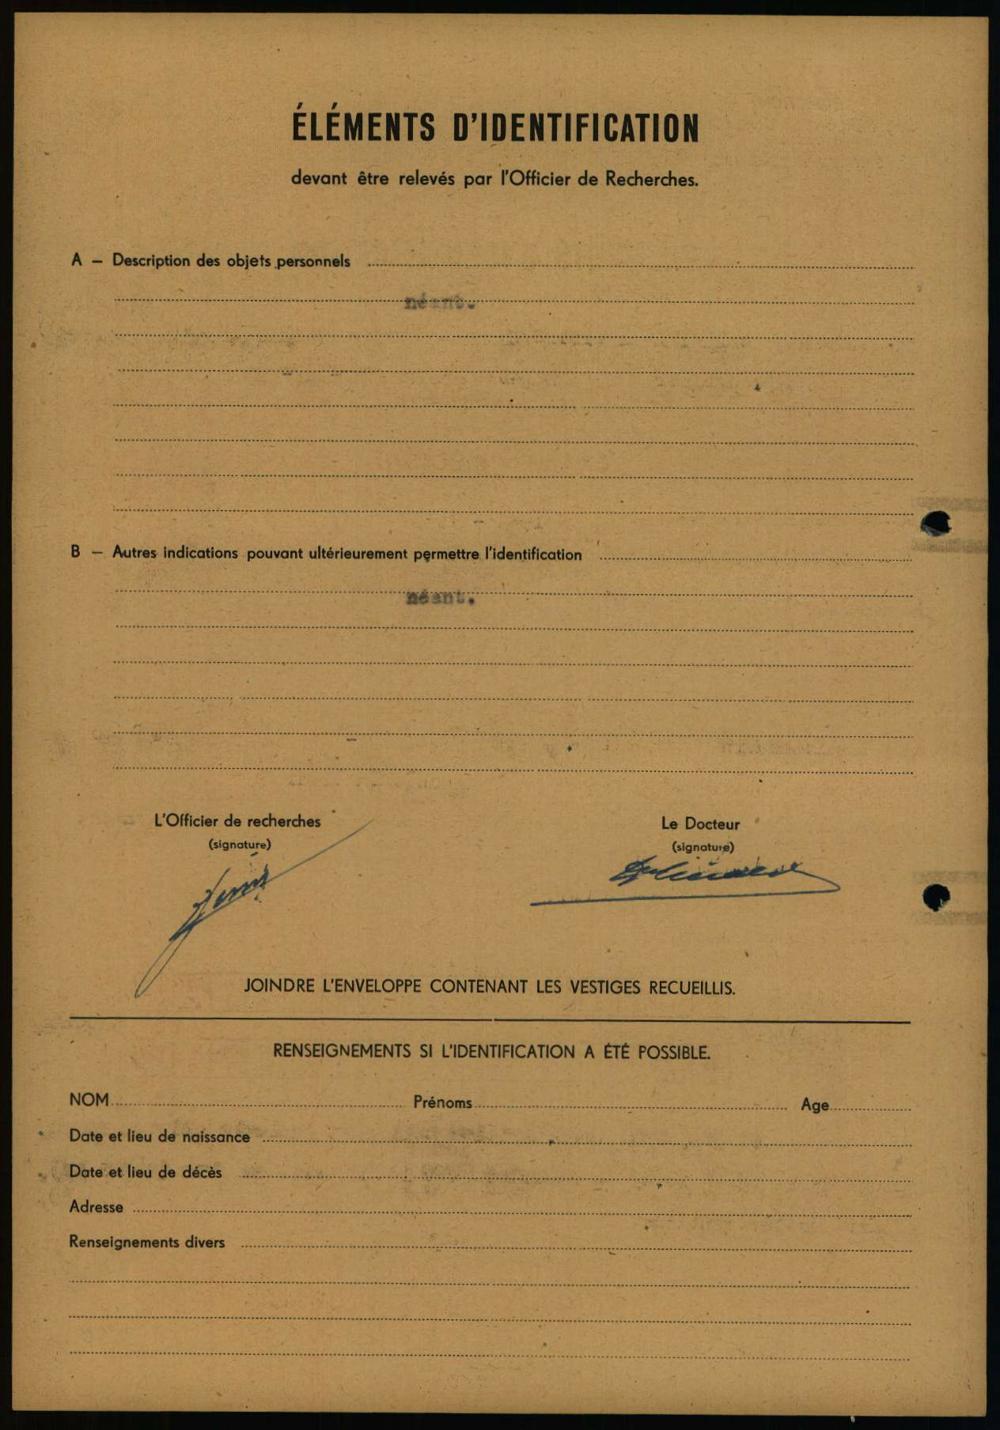 ÉLÉMENTS D'IDENTIFICATION
devant être relevés par l'Officier de Recherches.
A – Description des objets personnels
néant.
B – Autres indications pouvant ultérieurement permettre l'identification
néant.
L'Officier de recherches
(signature)
Le Docteur
(signature)
JOINDRE L'ENVELOPPE CONTENANT LES VESTIGES RECUEILLIS.
RENSEIGNEMENTS SI L'IDENTIFICATION A ÉTÉ POSSIBLE.
NOM Prénoms Age
Date et lieu de naissance
Date et lieu de décès
Adresse
Renseignements divers